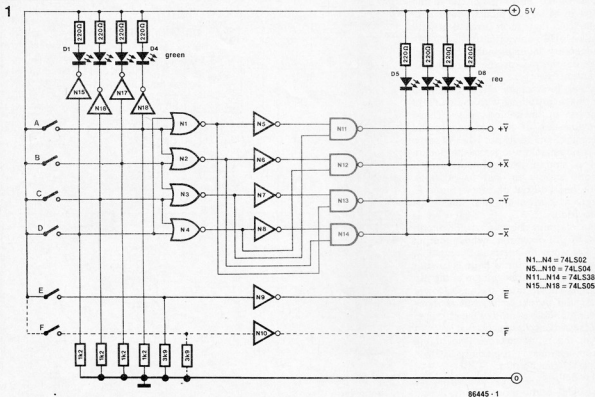 1
+ 5V
220Ω 220Ω 220Ω 220Ω
220Ω 220Ω 220Ω 220Ω
D1 D4 green
D5 D8 red
N15 N16 N17 N18
A N1 N5 N11 +Y̅
B N2 N6 N12 +X̅
C N3 N7 N13 −Y̅
D N4 N8 N14 −X̅
N1...N4 = 74LS02
N5...N10 = 74LS04
N11...N14 = 74LS38
N15...N18 = 74LS05
E N9 E̅
F N10 F̅
1k2 1k2 1k2 1k2 3k9 3k9
0
86445 - 1